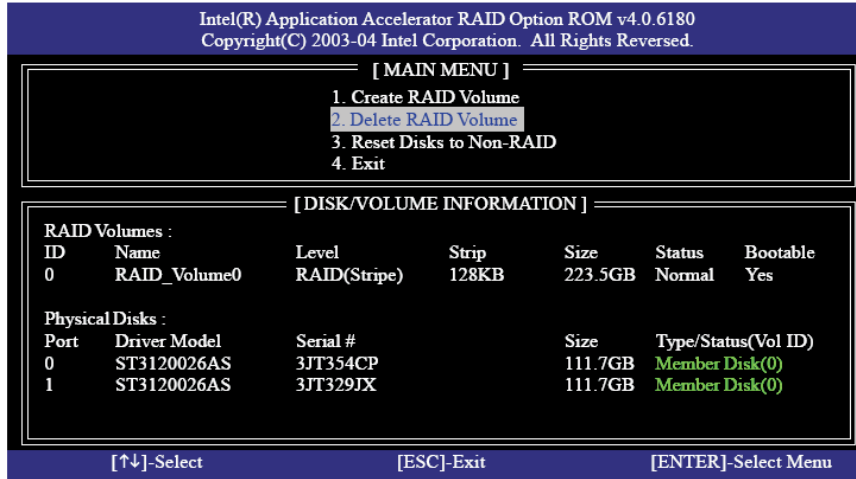 Intel(R) Application Accelerator RAID Option ROM v4.0.6180
Copyright(C) 2003-04 Intel Corporation. All Rights Reversed.
[ MAIN MENU ]
1. Create RAID Volume
2. Delete RAID Volume
3. Reset Disks to Non-RAID
4. Exit
[ DISK/VOLUME INFORMATION ]
RAID Volumes :
ID Name Level Strip Size Status Bootable
0 RAID_Volume0 RAID(Stripe) 128KB 223.5GB Normal Yes
Physical Disks :
Port Driver Model Serial # Size Type/Status(Vol ID)
0 ST3120026AS 3JT354CP 111.7GB Member Disk(0)
1 ST3120026AS 3JT329JX 111.7GB Member Disk(0)
[↑↓]-Select [ESC]-Exit [ENTER]-Select Menu